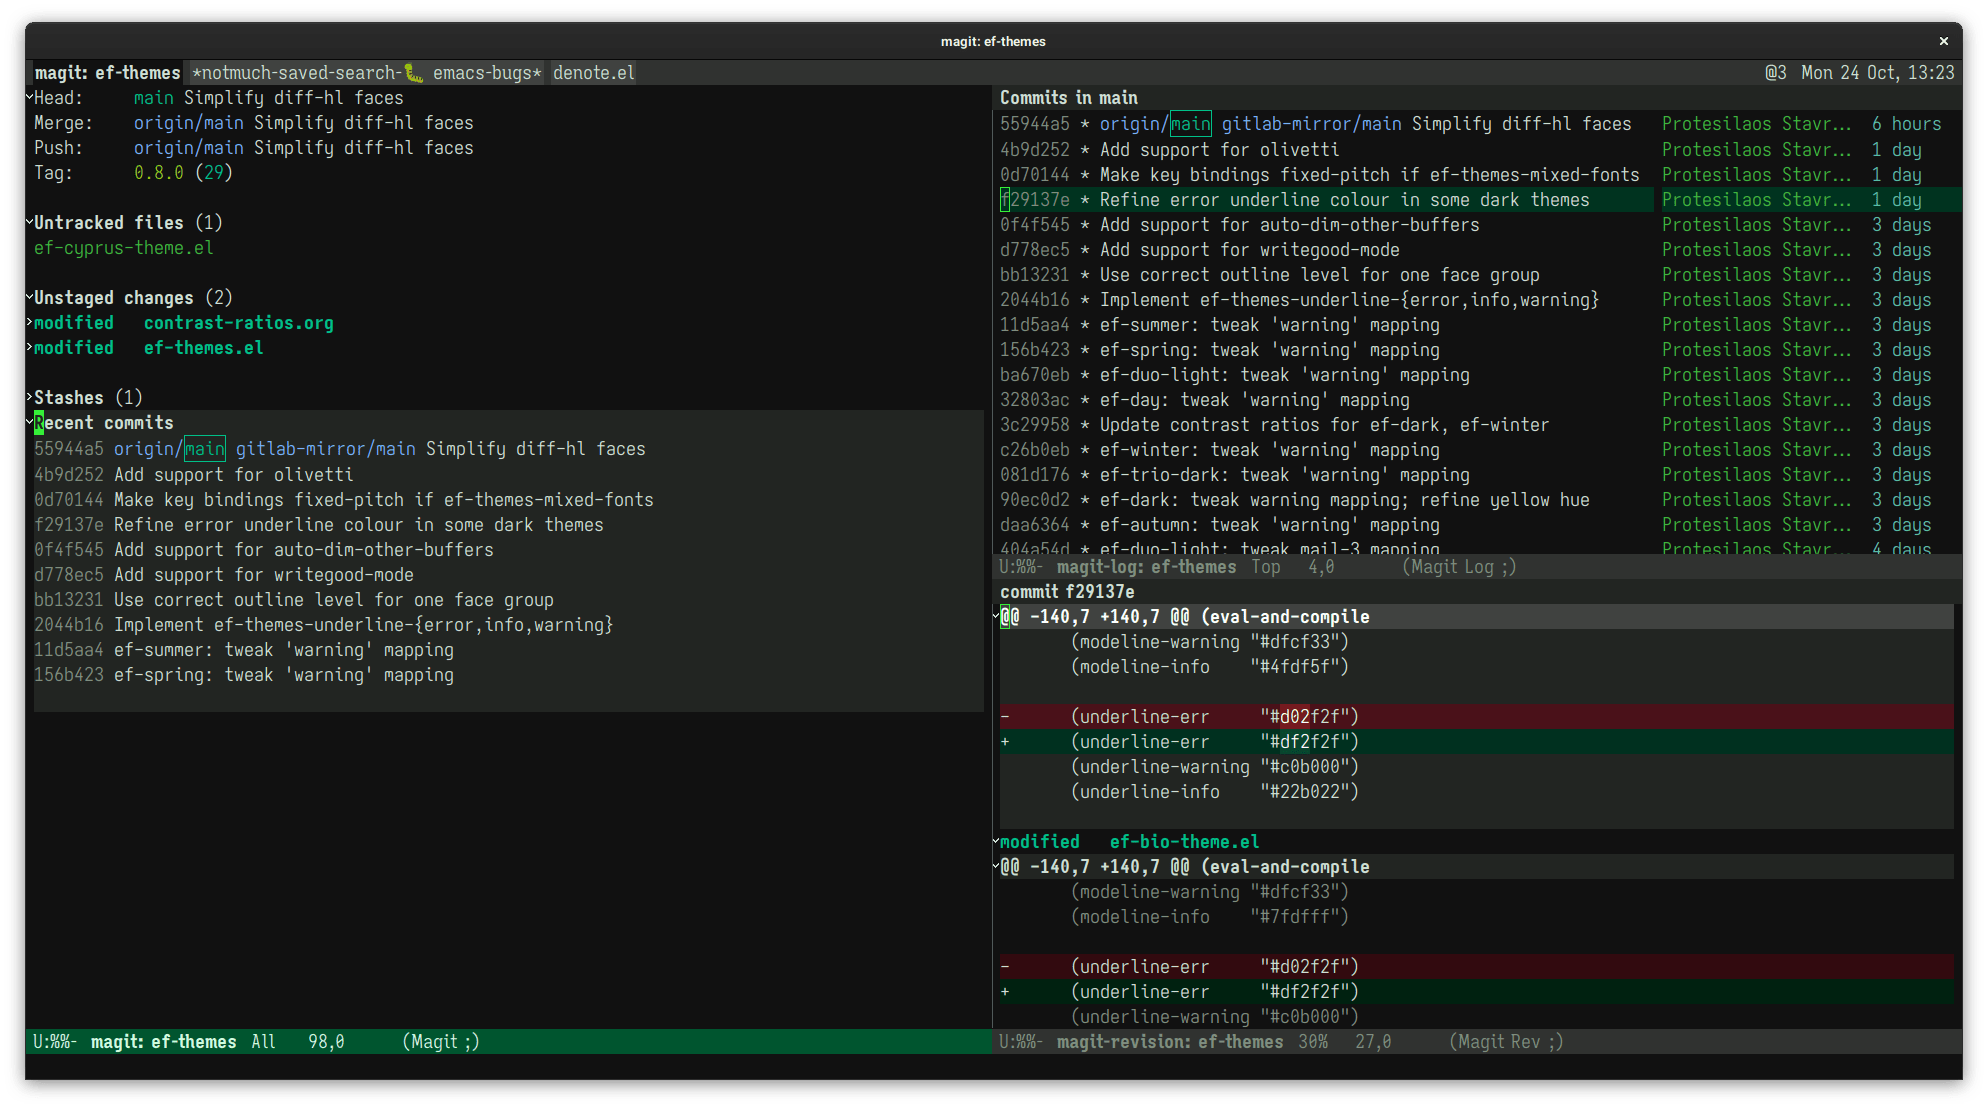 magit: ef-themes
magit: ef-themes *notmuch-saved-search-🐛 emacs-bugs* denote.el @3 Mon 24 Oct, 13:23
Head:     main Simplify diff-hl faces
Merge:    origin/main Simplify diff-hl faces
Push:     origin/main Simplify diff-hl faces
Tag:      0.8.0 (29)
Untracked files (1)
ef-cyprus-theme.el
Unstaged changes (2)
modified   contrast-ratios.org
modified   ef-themes.el
Stashes (1)
Recent commits
55944a5 origin/main gitlab-mirror/main Simplify diff-hl faces
4b9d252 Add support for olivetti
0d70144 Make key bindings fixed-pitch if ef-themes-mixed-fonts
f29137e Refine error underline colour in some dark themes
0f4f545 Add support for auto-dim-other-buffers
d778ec5 Add support for writegood-mode
bb13231 Use correct outline level for one face group
2044b16 Implement ef-themes-underline-{error,info,warning}
11d5aa4 ef-summer: tweak 'warning' mapping
156b423 ef-spring: tweak 'warning' mapping
U:%%-  magit: ef-themes  All   98,0      (Magit ;)
Commits in main
55944a5 * origin/main gitlab-mirror/main Simplify diff-hl faces   Protesilaos Stavr…  6 hours
4b9d252 * Add support for olivetti   Protesilaos Stavr…  1 day
0d70144 * Make key bindings fixed-pitch if ef-themes-mixed-fonts   Protesilaos Stavr…  1 day
f29137e * Refine error underline colour in some dark themes   Protesilaos Stavr…  1 day
0f4f545 * Add support for auto-dim-other-buffers   Protesilaos Stavr…  3 days
d778ec5 * Add support for writegood-mode   Protesilaos Stavr…  3 days
bb13231 * Use correct outline level for one face group   Protesilaos Stavr…  3 days
2044b16 * Implement ef-themes-underline-{error,info,warning}   Protesilaos Stavr…  3 days
11d5aa4 * ef-summer: tweak 'warning' mapping   Protesilaos Stavr…  3 days
156b423 * ef-spring: tweak 'warning' mapping   Protesilaos Stavr…  3 days
ba670eb * ef-duo-light: tweak 'warning' mapping   Protesilaos Stavr…  3 days
32803ac * ef-day: tweak 'warning' mapping   Protesilaos Stavr…  3 days
3c29958 * Update contrast ratios for ef-dark, ef-winter   Protesilaos Stavr…  3 days
c26b0eb * ef-winter: tweak 'warning' mapping   Protesilaos Stavr…  3 days
081d176 * ef-trio-dark: tweak 'warning' mapping   Protesilaos Stavr…  3 days
90ec0d2 * ef-dark: tweak warning mapping; refine yellow hue   Protesilaos Stavr…  3 days
daa6364 * ef-autumn: tweak 'warning' mapping   Protesilaos Stavr…  3 days
404a54d * ef-duo-light: tweak mail-3 mapping   Protesilaos Stavr…  4 days
U:%%-  magit-log: ef-themes  Top   4,0       (Magit Log ;)
commit f29137e
@@ -140,7 +140,7 @@ (eval-and-compile
       (modeline-warning "#dfcf33")
       (modeline-info    "#4fdf5f")
-      (underline-err     "#d02f2f")
+      (underline-err     "#df2f2f")
       (underline-warning "#c0b000")
       (underline-info    "#22b022")
modified   ef-bio-theme.el
@@ -140,7 +140,7 @@ (eval-and-compile
       (modeline-warning "#dfcf33")
       (modeline-info    "#7fdfff")
-      (underline-err     "#d02f2f")
+      (underline-err     "#df2f2f")
       (underline-warning "#c0b000")
U:%%-  magit-revision: ef-themes  30%   27,0      (Magit Rev ;)